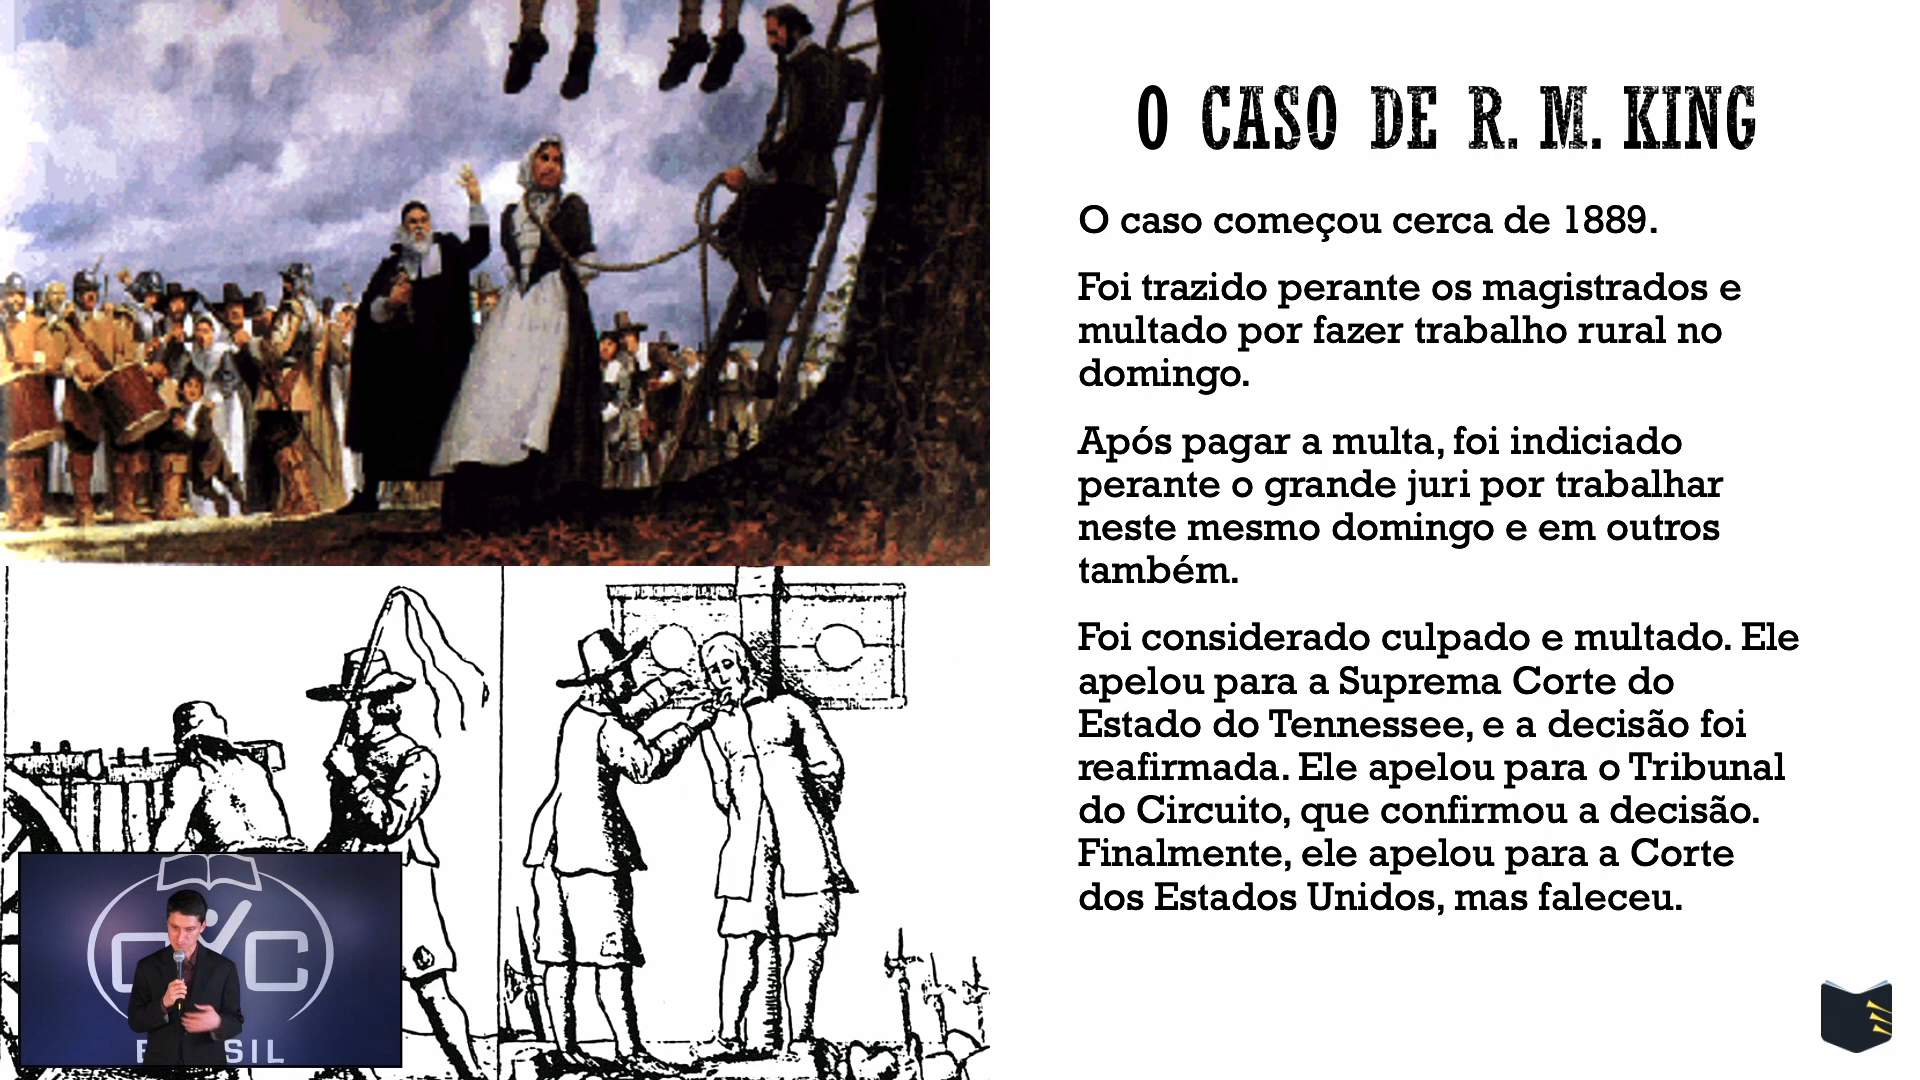 O CASO DE R. M. KING
O caso começou cerca de 1889.
Foi trazido perante os magistrados e
multado por fazer trabalho rural no
domingo.
Após pagar a multa, foi indiciado
perante o grande juri por trabalhar
neste mesmo domingo e em outros
também.
Foi considerado culpado e multado. Ele
apelou para a Suprema Corte do
Estado do Tennessee, e a decisão foi
reafirmada. Ele apelou para o Tribunal
do Circuito, que confirmou a decisão.
Finalmente, ele apelou para a Corte
dos Estados Unidos, mas faleceu.